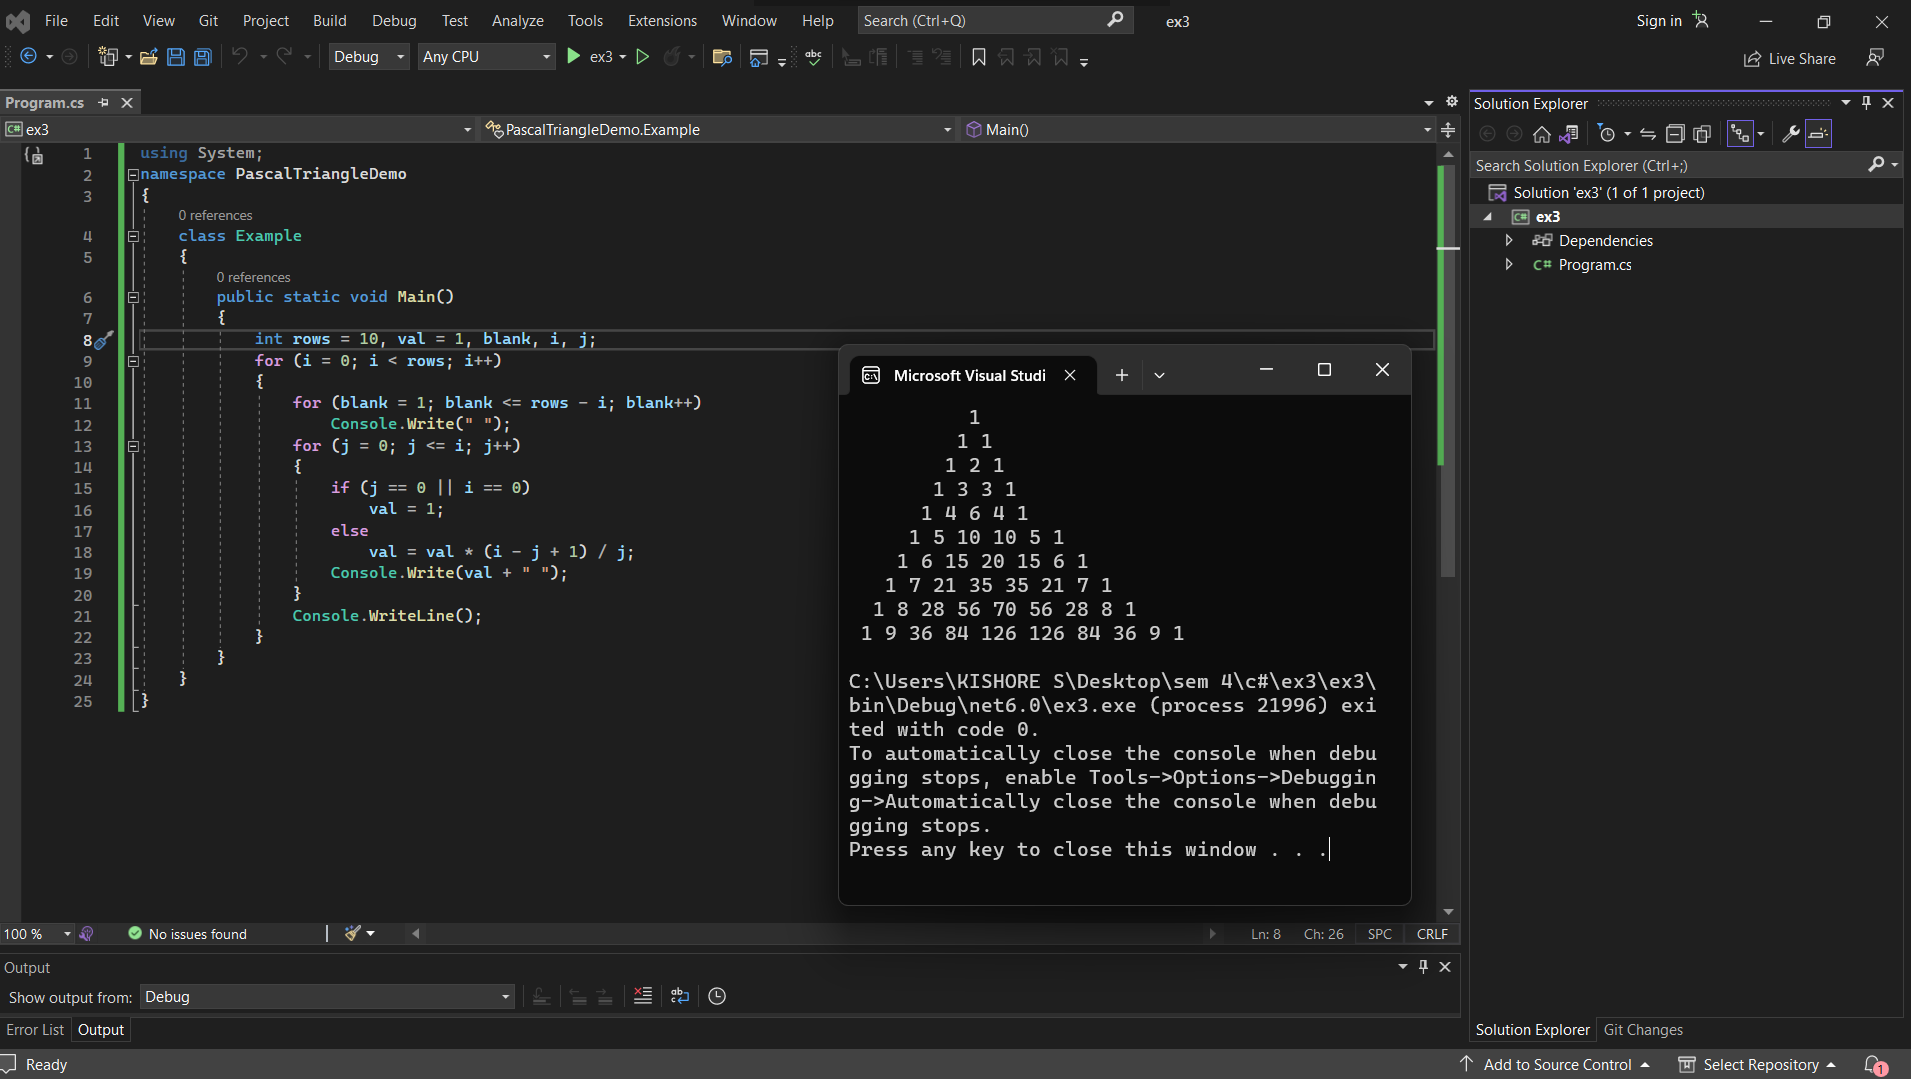 File Edit View Git Project Build Debug Test Analyze Tools Extensions Window Help Search (Ctrl+Q) ex3 Sign in
Debug Any CPU ex3 abc Live Share
Program.cs
C# ex3 PascalTriangleDemo.Example Main()
1 using System;
2 namespace PascalTriangleDemo
3 {
0 references
4 class Example
5 {
0 references
6 public static void Main()
7 {
8 int rows = 10, val = 1, blank, i, j;
9 for (i = 0; i < rows; i++)
10 {
11 for (blank = 1; blank <= rows - i; blank++)
12 Console.Write(" ");
13 for (j = 0; j <= i; j++)
14 {
15 if (j == 0 || i == 0)
16 val = 1;
17 else
18 val = val * (i - j + 1) / j;
19 Console.Write(val + " ");
20 }
21 Console.WriteLine();
22 }
23 }
24 }
25 }
Microsoft Visual Studi
1
1 1
1 2 1
1 3 3 1
1 4 6 4 1
1 5 10 10 5 1
1 6 15 20 15 6 1
1 7 21 35 35 21 7 1
1 8 28 56 70 56 28 8 1
1 9 36 84 126 126 84 36 9 1
C:\Users\KISHORE S\Desktop\sem 4\c#\ex3\ex3\
bin\Debug\net6.0\ex3.exe (process 21996) exi
ted with code 0.
To automatically close the console when debu
gging stops, enable Tools->Options->Debuggin
g->Automatically close the console when debu
gging stops.
Press any key to close this window . . .
Solution Explorer
Search Solution Explorer (Ctrl+;)
Solution 'ex3' (1 of 1 project)
C# ex3
Dependencies
C# Program.cs
100 % No issues found Ln: 8 Ch: 26 SPC CRLF
Output
Show output from: Debug
Error List Output
Solution Explorer Git Changes
Ready Add to Source Control Select Repository 1